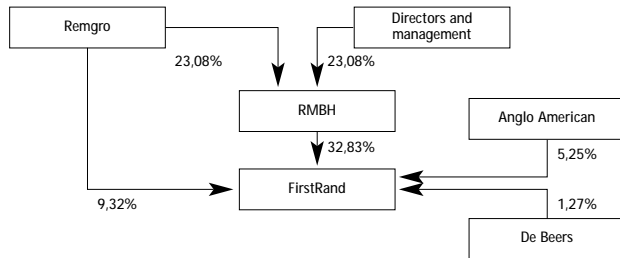 Remgro
Directors and
management
23,08%
23,08%
RMBH
Anglo American
32,83%
5,25%
FirstRand
9,32%
1,27%
De Beers